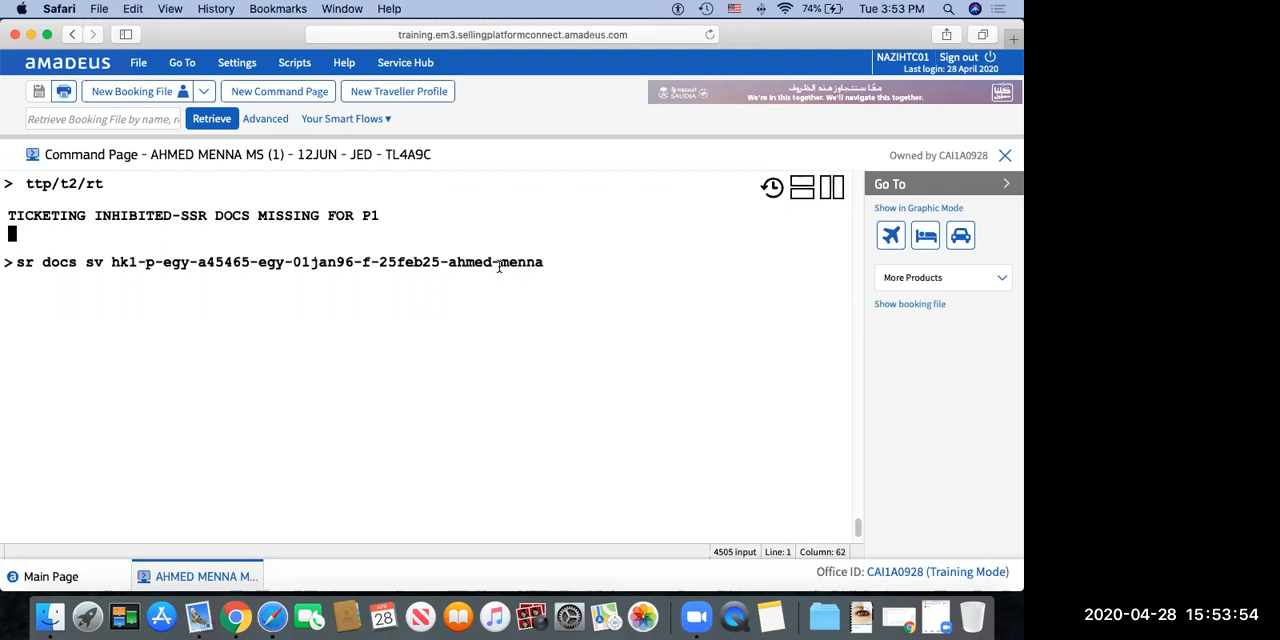 Safari File Edit View History Bookmarks Window Help 74% Tue 3:53 PM
training.em3.sellingplatformconnect.amadeus.com
amadeus File Go To Settings Scripts Help Service Hub NAZIHTC01 Sign out
Last login: 28 April 2020
New Booking File New Command Page New Traveller Profile
SAUDIA معًا سنتجاوز هذه الظروف
We're in this together. We'll navigate this together.
Retrieve Booking File by name, r Retrieve Advanced Your Smart Flows ▾
Command Page - AHMED MENNA MS (1) - 12JUN - JED - TL4A9C Owned by CAI1A0928
> ttp/t2/rt
Go To
TICKETING INHIBITED-SSR DOCS MISSING FOR P1
Show in Graphic Mode
>sr docs sv hk1-p-egy-a45465-egy-01jan96-f-25feb25-ahmed-menna
More Products
Show booking file
4505 input Line: 1 Column: 62
Main Page AHMED MENNA M... Office ID: CAI1A0928 (Training Mode)
APR
28
2020-04-28 15:53:54